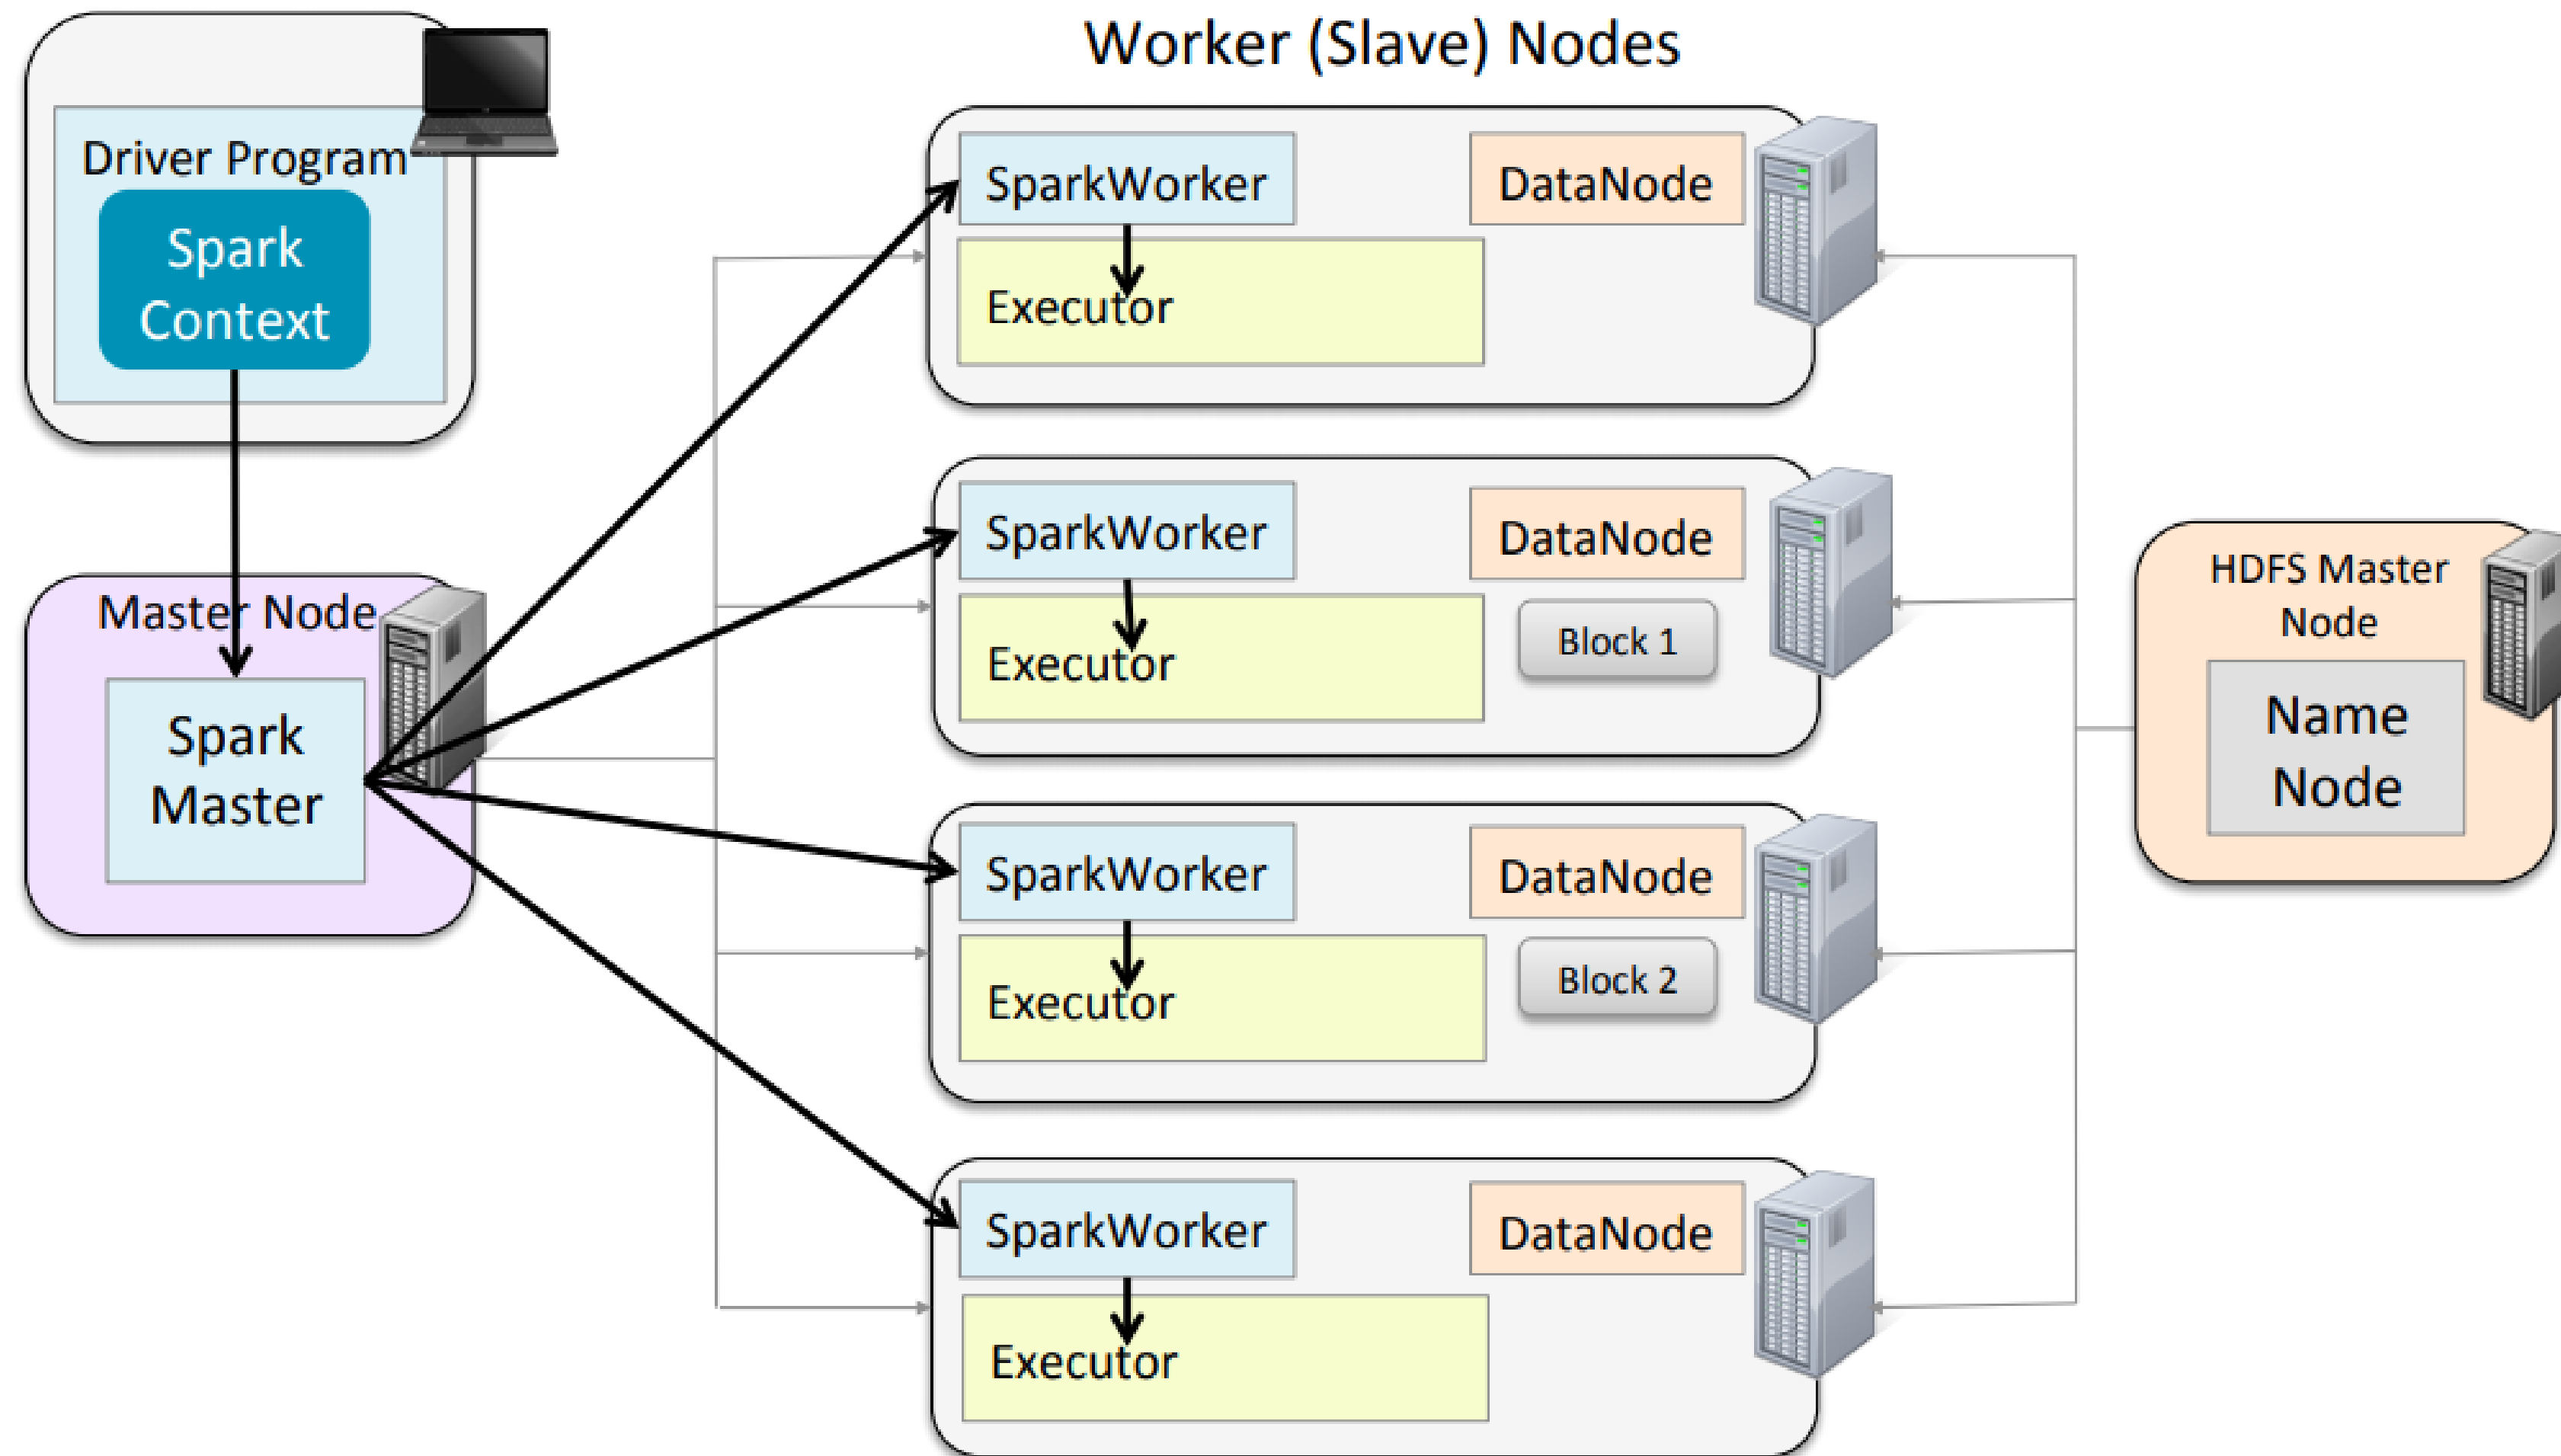 Worker (Slave) Nodes
Driver Program
Spark
Context
Master Node
Spark
Master
SparkWorker
DataNode
Executor
SparkWorker
DataNode
Executor
Block 1
SparkWorker
DataNode
Executor
Block 2
SparkWorker
DataNode
Executor
HDFS Master
Node
Name
Node